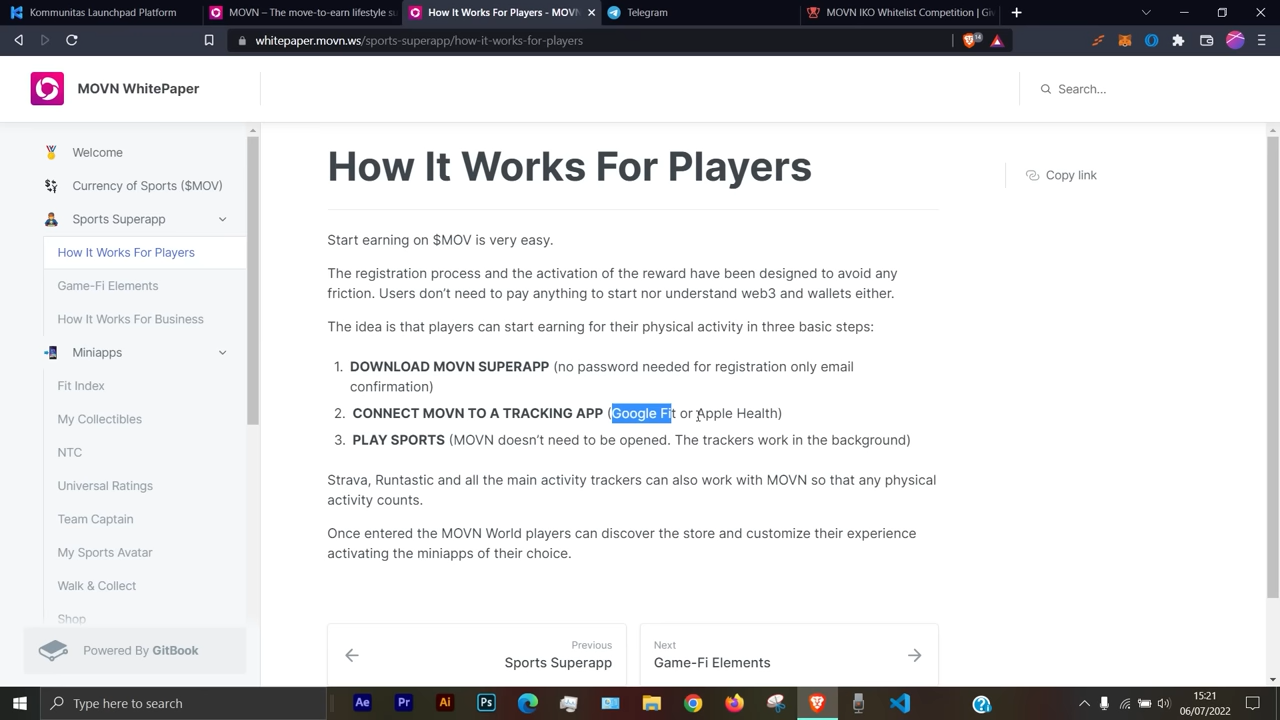 Kommunitas Launchpad Platform
MOVN – The move-to-earn lifestyle su
How It Works For Players - MOVN
Telegram
MOVN IKO Whitelist Competition | Giv
whitepaper.movn.ws/sports-superapp/how-it-works-for-players
14
MOVN WhitePaper
Search...
Welcome
Currency of Sports ($MOV)
Sports Superapp
How It Works For Players
Game-Fi Elements
How It Works For Business
Miniapps
Fit Index
My Collectibles
NTC
Universal Ratings
Team Captain
My Sports Avatar
Walk & Collect
Shop
Powered By GitBook
How It Works For Players
Copy link
Start earning on $MOV is very easy.
The registration process and the activation of the reward have been designed to avoid any
friction. Users don’t need to pay anything to start nor understand web3 and wallets either.
The idea is that players can start earning for their physical activity in three basic steps:
1. DOWNLOAD MOVN SUPERAPP (no password needed for registration only email
confirmation)
2. CONNECT MOVN TO A TRACKING APP (Google Fit or Apple Health)
3. PLAY SPORTS (MOVN doesn’t need to be opened. The trackers work in the background)
Strava, Runtastic and all the main activity trackers can also work with MOVN so that any physical
activity counts.
Once entered the MOVN World players can discover the store and customize their experience
activating the miniapps of their choice.
Previous
Sports Superapp
Next
Game-Fi Elements
Type here to search
Ae
Pr
Ai
Ps
15:21
06/07/2022